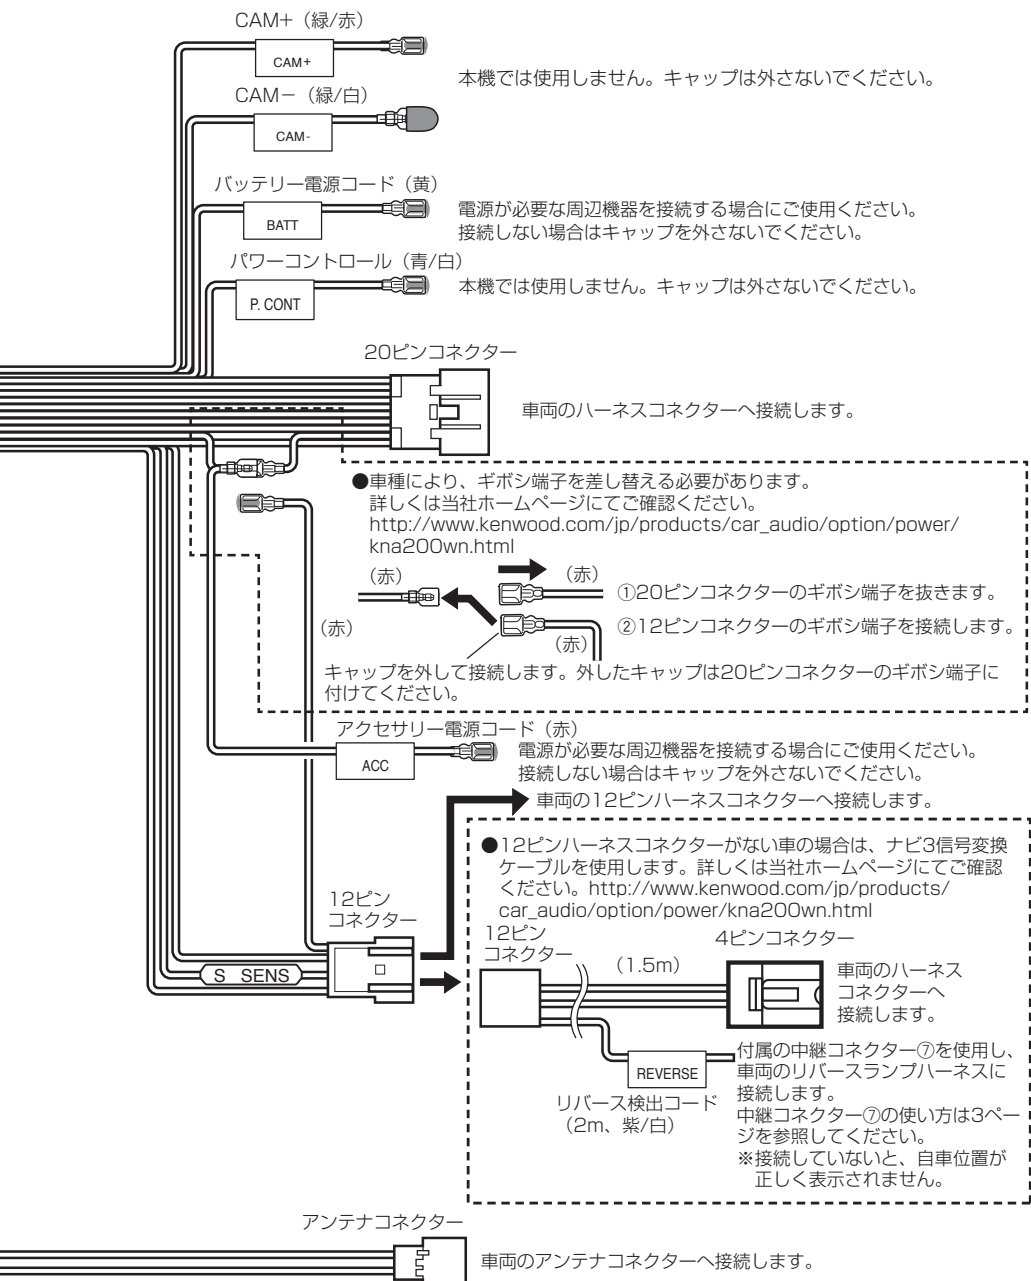 CAM+（緑/赤）
CAM+
本機では使用しません。キャップは外さないでください。
CAM－（緑/白）
CAM-
バッテリー電源コード（黄）
BATT
電源が必要な周辺機器を接続する場合にご使用ください。
接続しない場合はキャップを外さないでください。
パワーコントロール（青/白）
P. CONT
本機では使用しません。キャップは外さないでください。
20ピンコネクター
車両のハーネスコネクターへ接続します。
●車種により、ギボシ端子を差し替える必要があります。
詳しくは当社ホームページにてご確認ください。
http://www.kenwood.com/jp/products/car_audio/option/power/
kna200wn.html
（赤）
（赤）
①20ピンコネクターのギボシ端子を抜きます。
（赤）
②12ピンコネクターのギボシ端子を接続します。
（赤）
キャップを外して接続します。外したキャップは20ピンコネクターのギボシ端子に
付けてください。
アクセサリー電源コード（赤）
ACC
電源が必要な周辺機器を接続する場合にご使用ください。
接続しない場合はキャップを外さないでください。
車両の12ピンハーネスコネクターへ接続します。
●12ピンハーネスコネクターがない車の場合は、ナビ3信号変換
ケーブルを使用します。詳しくは当社ホームページにてご確認
ください。http://www.kenwood.com/jp/products/
car_audio/option/power/kna200wn.html
12ピン
コネクター
S SENS
12ピン
コネクター
（1.5m）
4ピンコネクター
車両のハーネス
コネクターへ
接続します。
REVERSE
リバース検出コード
（2m、紫/白）
付属の中継コネクター⑦を使用し、
車両のリバースランプハーネスに
接続します。
中継コネクター⑦の使い方は3ペー
ジを参照してください。
※接続していないと、自車位置が
正しく表示されません。
アンテナコネクター
車両のアンテナコネクターへ接続します。